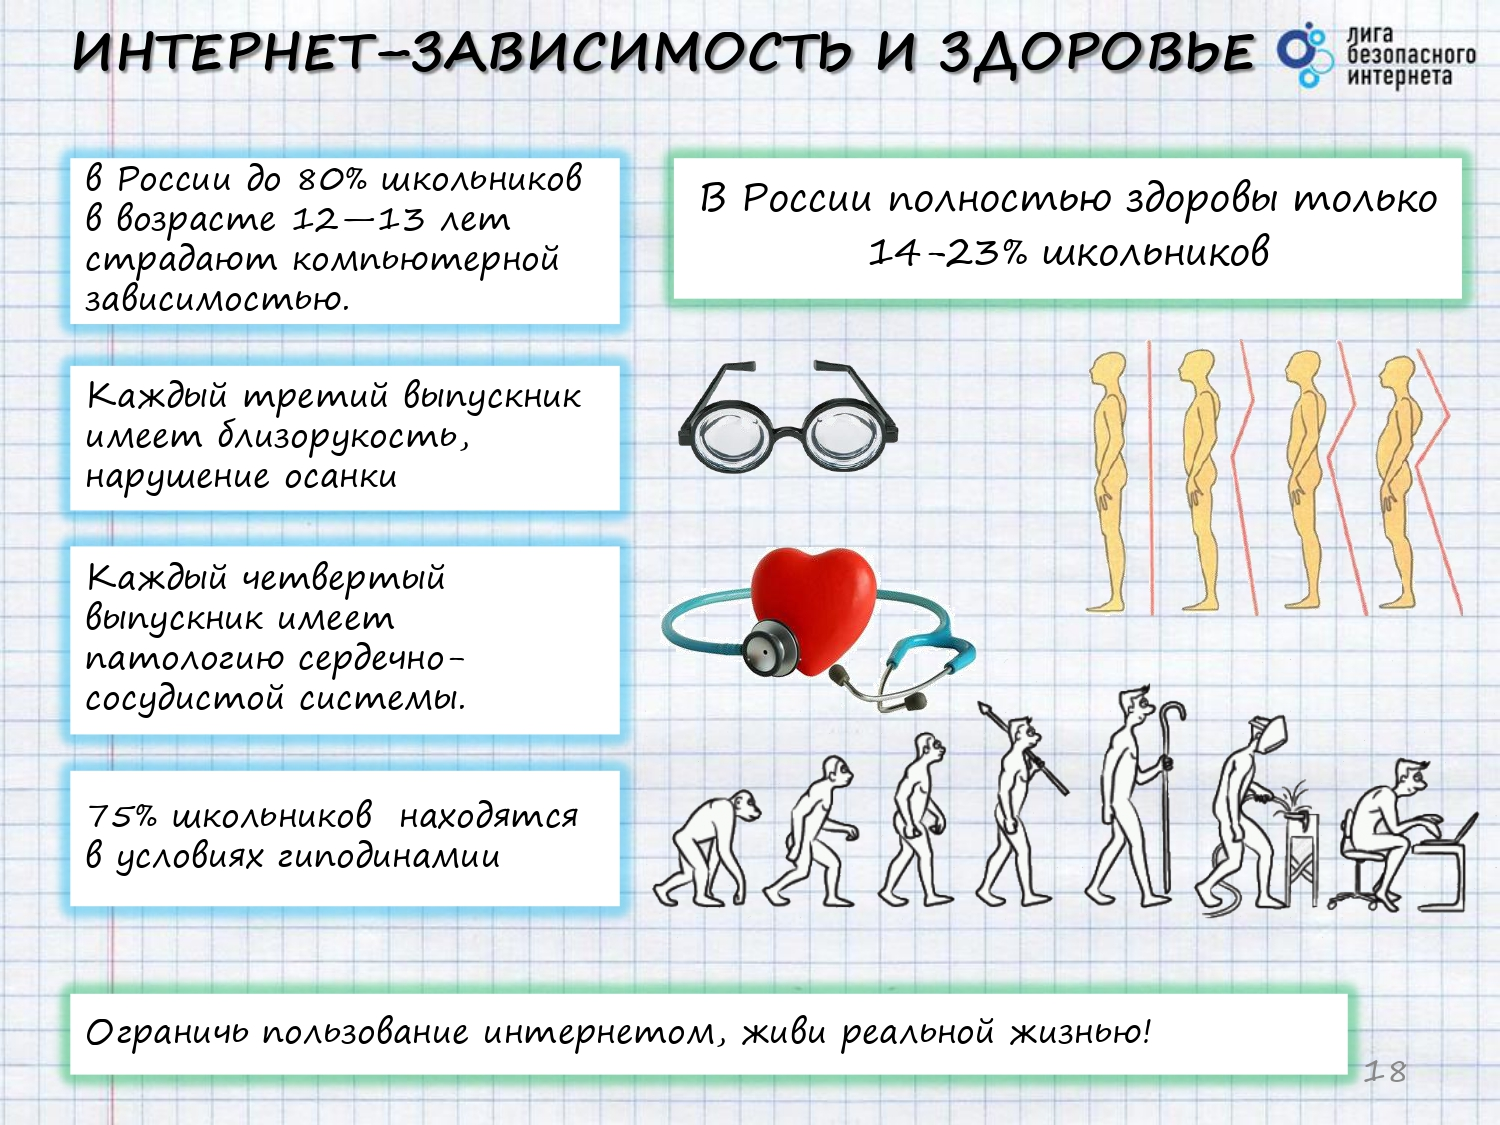 ИНТЕРНЕТ–ЗАВИСИМОСТЬ И ЗДОРОВЬЕ
лига
безопасного
интернета
в России до 80% школьников
в возрасте 12—13 лет
страдают компьютерной
зависимостью.
В России полностью здоровы только
14-23% школьников
Каждый третий выпускник
имеет близорукость,
нарушение осанки
Каждый четвертый
выпускник имеет
патологию сердечно-
сосудистой системы.
75% школьников находятся
в условиях гиподинамии
Ограничь пользование интернетом, живи реальной жизнью!
18